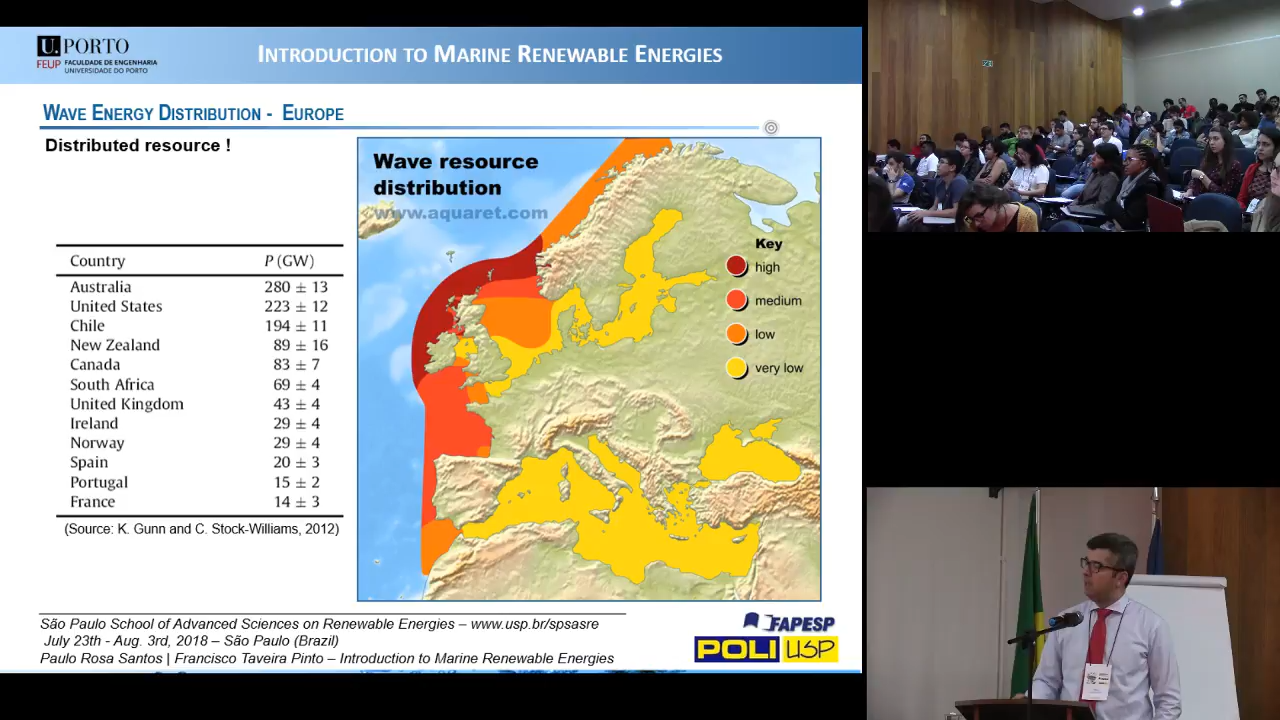 U.PORTO
FEUP FACULDADE DE ENGENHARIA
UNIVERSIDADE DO PORTO
INTRODUCTION TO MARINE RENEWABLE ENERGIES
WAVE ENERGY DISTRIBUTION - EUROPE
Distributed resource !
Country P (GW)
Australia 280 ± 13
United States 223 ± 12
Chile 194 ± 11
New Zealand 89 ± 16
Canada 83 ± 7
South Africa 69 ± 4
United Kingdom 43 ± 4
Ireland 29 ± 4
Norway 29 ± 4
Spain 20 ± 3
Portugal 15 ± 2
France 14 ± 3
(Source: K. Gunn and C. Stock-Williams, 2012)
Wave resource
distribution
www.aquaret.com
Key
high
medium
low
very low
São Paulo School of Advanced Sciences on Renewable Energies – www.usp.br/spsasre
July 23th - Aug. 3rd, 2018 – São Paulo (Brazil)
Paulo Rosa Santos | Francisco Taveira Pinto – Introduction to Marine Renewable Energies
FAPESP
POLI USP